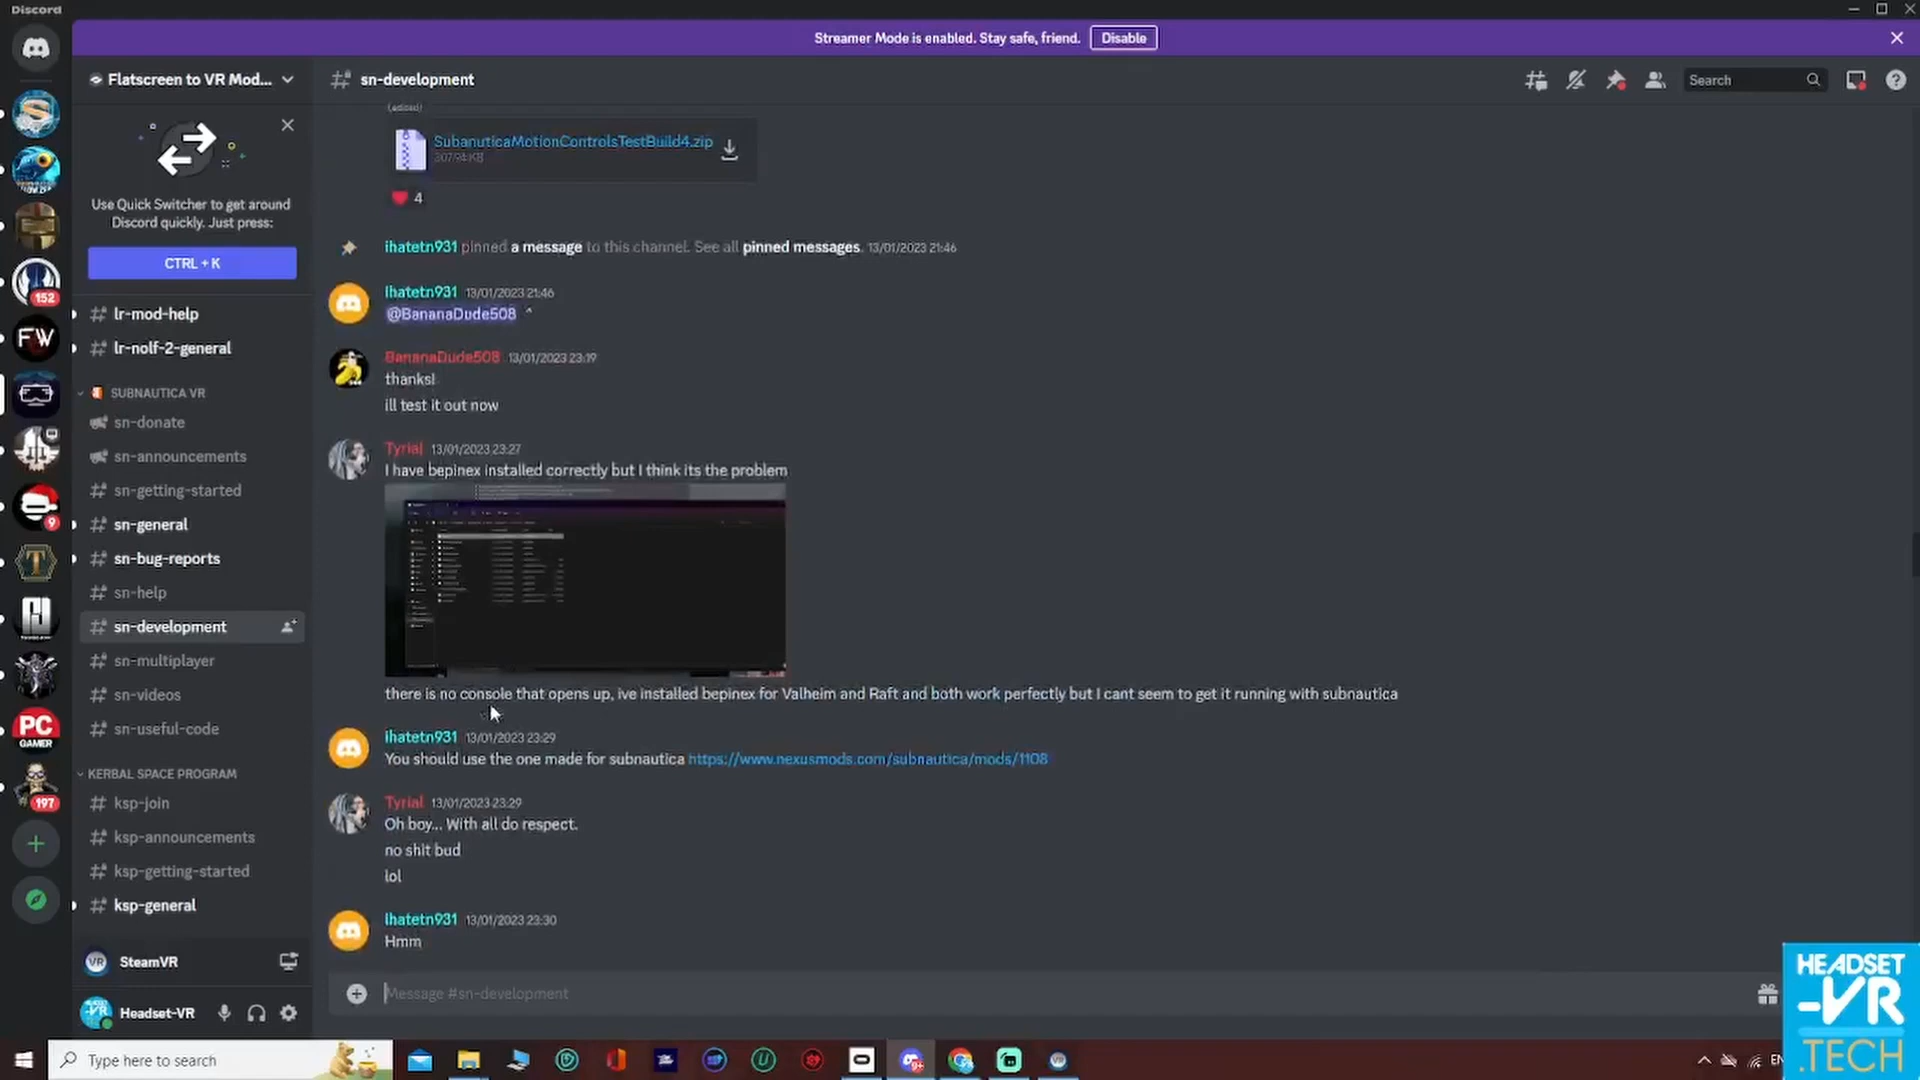 Discord
Streamer Mode is enabled. Stay safe, friend.
Disable
Flatscreen to VR Mod...
sn-development
Search
Use Quick Switcher to get around
Discord quickly. Just press:
CTRL + K
lr-mod-help
lr-nolf-2-general
SUBNAUTICA VR
sn-donate
sn-announcements
sn-getting-started
sn-general
sn-bug-reports
sn-help
sn-development
sn-multiplayer
sn-videos
sn-useful-code
KERBAL SPACE PROGRAM
ksp-join
ksp-announcements
ksp-getting-started
ksp-general
SteamVR
Headset-VR
152
FW
9
PC
GAMER
197
(edited)
SubanuticaMotionControlsTestBuild4.zip
4
ihatetn931 pinned a message to this channel. See all pinned messages. 13/01/2023 21:46
ihatetn931 13/01/2023 21:46
@BananaDude508 ^
BananaDude508 13/01/2023 23:19
thanks!
ill test it out now
Tyrial 13/01/2023 23:27
I have bepinex installed correctly but I think its the problem
there is no console that opens up, ive installed bepinex for Valheim and Raft and both work perfectly but I cant seem to get it running with subnautica
ihatetn931 13/01/2023 23:29
You should use the one made for subnautica https://www.nexusmods.com/subnautica/mods/1108
Tyrial 13/01/2023 23:29
Oh boy... With all do respect.
no shit bud
lol
ihatetn931 13/01/2023 23:30
Hmm
Message #sn-development
Type here to search
HEADSET
-VR
.TECH